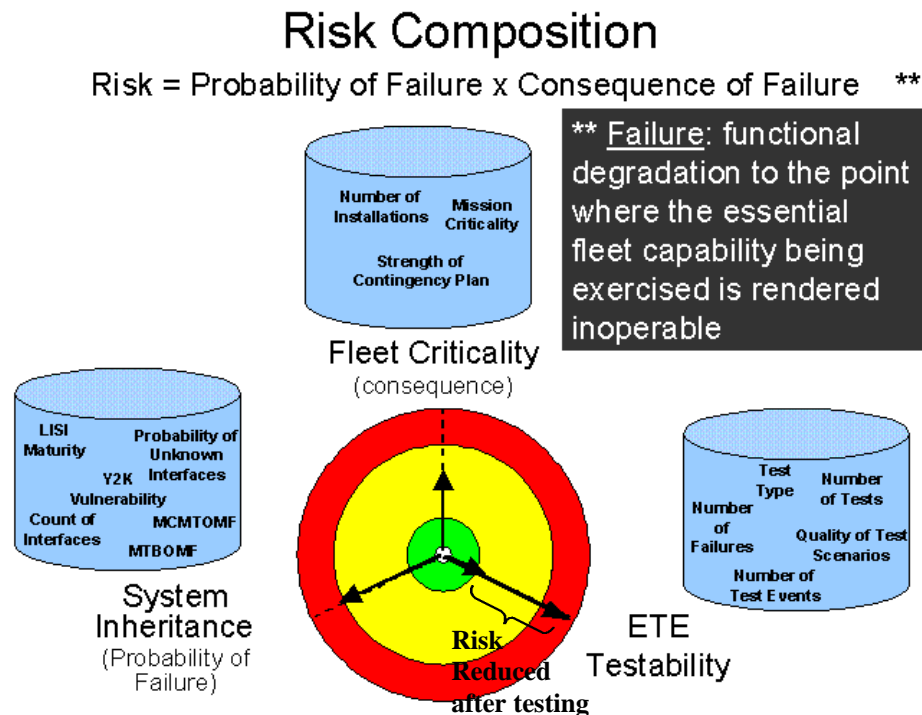 Risk Composition
Risk = Probability of Failure x Consequence of Failure **
** Failure: functional
degradation to the point
where the essential
fleet capability being
exercised is rendered
inoperable
Number of
Installations
Mission
Criticality
Strength of
Contingency Plan
Fleet Criticality
(consequence)
LISI
Maturity
Probability of
Unknown
Interfaces
Y2K
Vulnerability
Count of
Interfaces
MCMTOMF
MTBOMF
System
Inheritance
(Probability of
Failure)
Test
Type
Number
of Tests
Number
of
Failures
Quality of Test
Scenarios
Number of
Test Events
ETE
Testability
Risk
Reduced
after testing